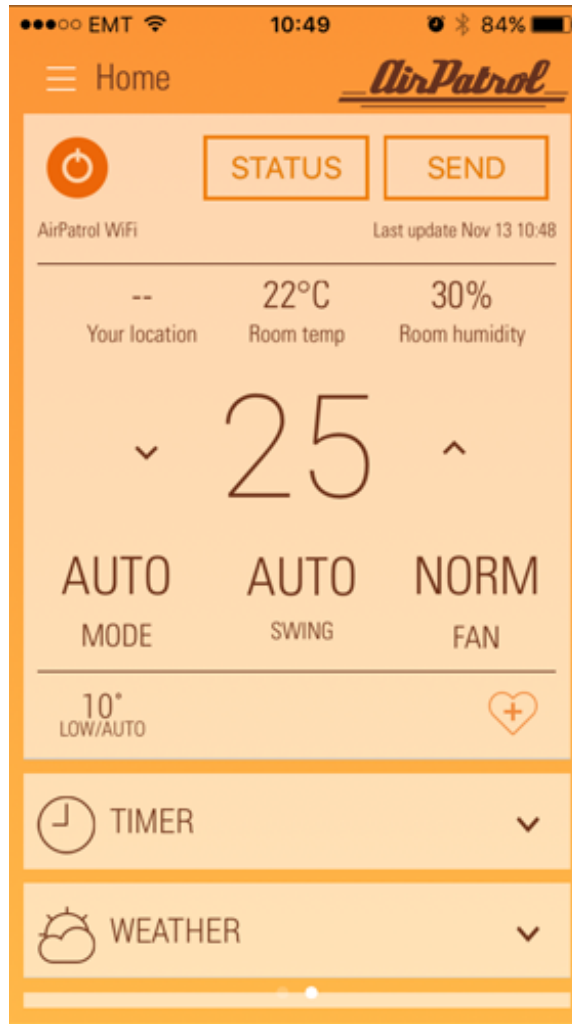 EMT 10:49 84%
Home AirPatrol
STATUS SEND
AirPatrol WiFi Last update Nov 13 10:48
-- 22°C 30%
Your location Room temp Room humidity
25
AUTO AUTO NORM
MODE SWING FAN
10°
LOW/AUTO
TIMER
WEATHER